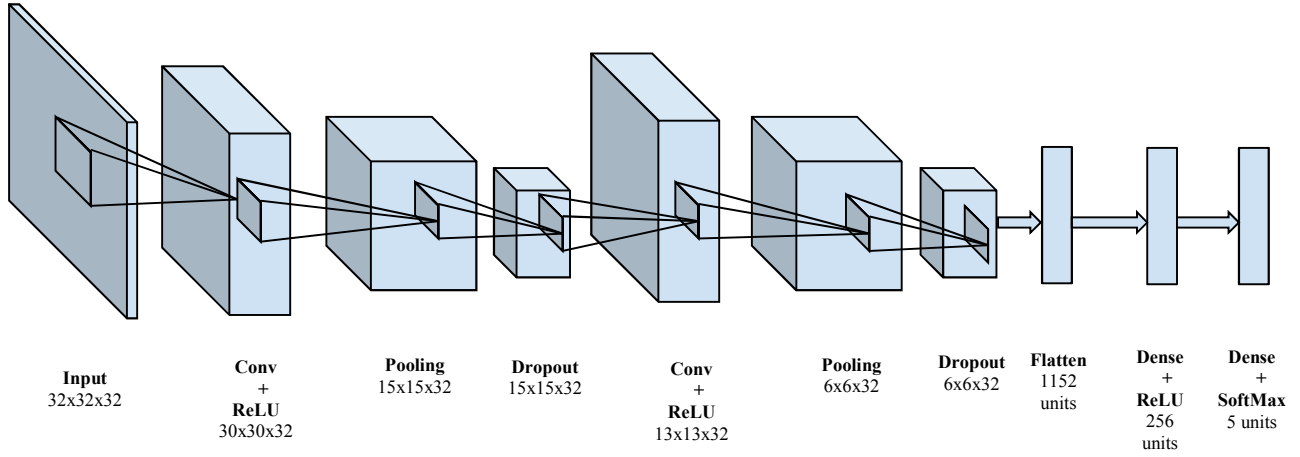 Input
32x32x32
Conv
+
ReLU
30x30x32
Pooling
15x15x32
Dropout
15x15x32
Conv
+
ReLU
13x13x32
Pooling
6x6x32
Dropout
6x6x32
Flatten
1152
units
Dense
+
ReLU
256
units
Dense
+
SoftMax
5 units